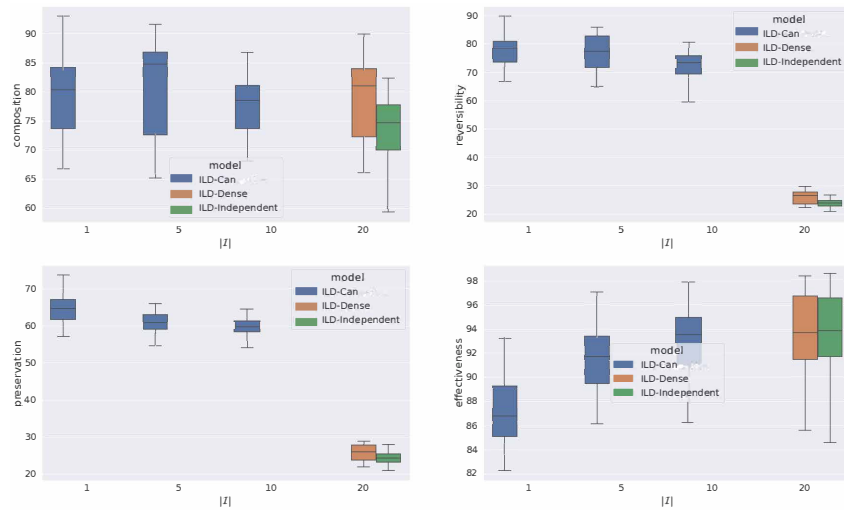 90
85
80
75
70
65
60
composition
model
ILD-Can
ILD-Dense
ILD-Independent
1
5
10
20
|I|
90
80
70
60
50
40
30
20
reversibility
model
ILD-Can
ILD-Dense
ILD-Independent
1
5
10
20
|I|
70
60
50
40
30
20
preservation
model
ILD-Can
ILD-Dense
ILD-Independent
1
5
10
20
|I|
98
96
94
92
90
88
86
84
82
effectiveness
model
ILD-Can
ILD-Dense
ILD-Independent
1
5
10
20
|I|